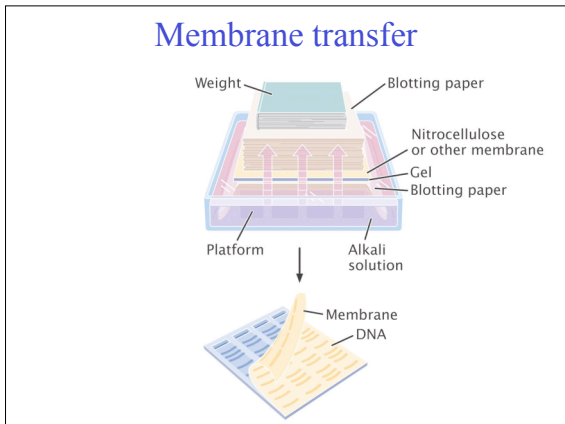 Membrane transfer
Weight
Blotting paper
Nitrocellulose
or other membrane
Gel
Blotting paper
Platform
Alkali
solution
Membrane
DNA